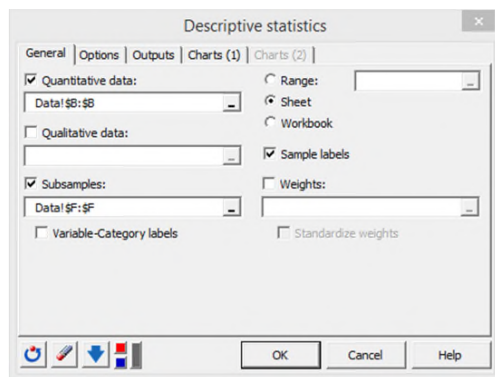 Descriptive statistics
General Options Outputs Charts (1) Charts (2)
Quantitative data:
Data!$B:$B
Qualitative data:
Subsamples:
Data!$F:$F
Variable-Category labels
Range:
Sheet
Workbook
Sample labels
Weights:
Standardize weights
OK Cancel Help